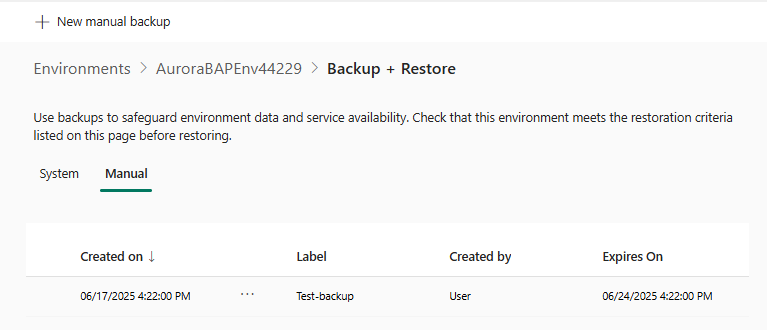 + New manual backup
Environments > AuroraBAPEnv44229 > Backup + Restore
Use backups to safeguard environment data and service availability. Check that this environment meets the restoration criteria
listed on this page before restoring.
System Manual
Created on ↓ Label Created by Expires On
06/17/2025 4:22:00 PM ... Test-backup User 06/24/2025 4:22:00 PM